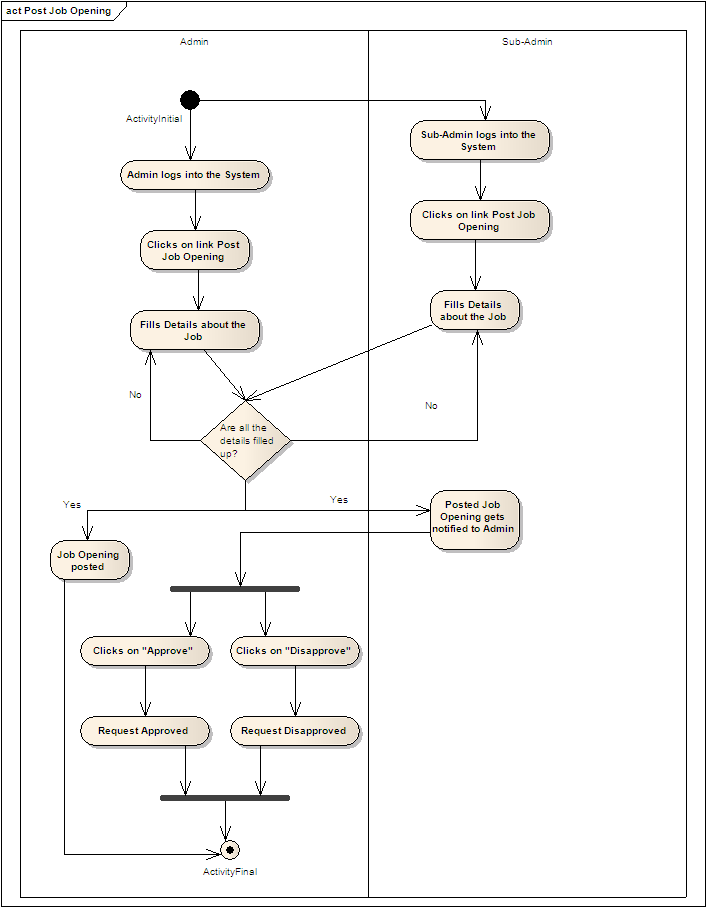 act Post Job Opening
Admin
Sub-Admin
ActivityInitial
Sub-Admin logs into the
System
Admin logs into the System
Clicks on link Post Job
Opening
Clicks on link Post
Job Opening
Fills Details
about the Job
Fills Details about the
Job
No
No
Are all the
details filled
up?
Yes
Yes
Posted Job
Opening gets
notified to Admin
Job Opening
posted
Clicks on "Approve"
Clicks on "Disapprove"
Request Approved
Request Disapproved
ActivityFinal